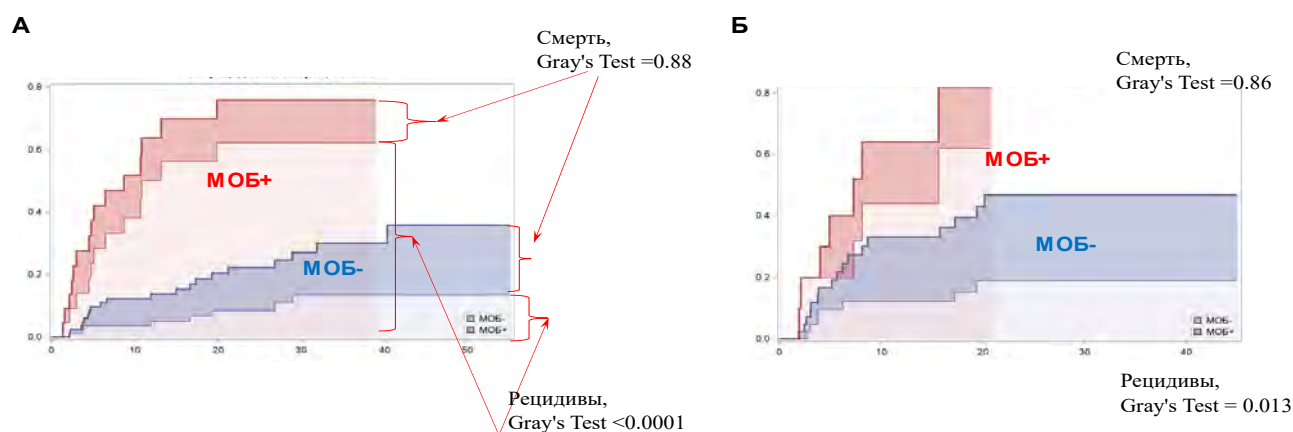 А
Смерть,
Gray's Test =0.88
0.8
0.6
0.4
0.2
0.0
МОБ+
МОБ-
МОБ-
МОБ+
0
10
20
30
40
50
Рецидивы,
Gray's Test <0.0001
Б
Смерть,
Gray's Test =0.86
0.8
0.6
0.4
0.2
0.0
МОБ+
МОБ-
МОБ-
МОБ+
0
10
20
40
Рецидивы,
Gray's Test = 0.013